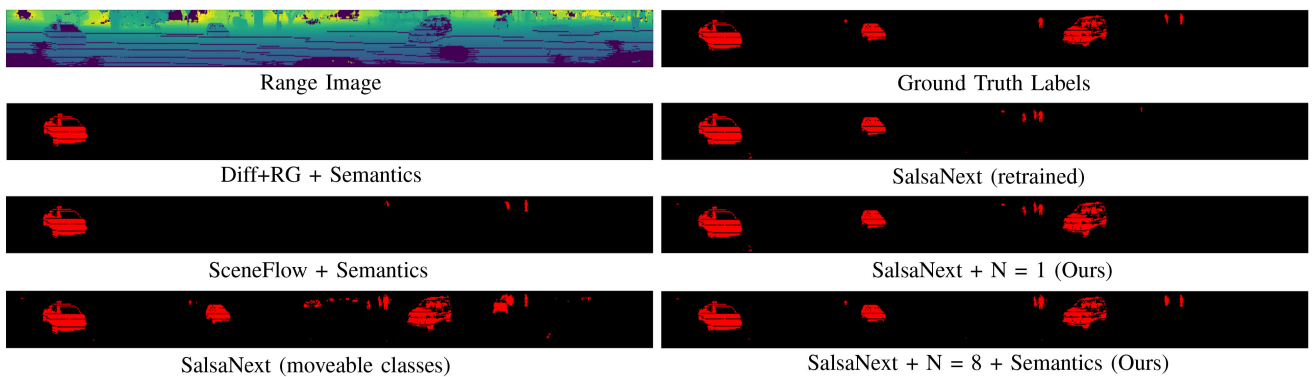 Range Image
Ground Truth Labels
Diff+RG + Semantics
SalsaNext (retrained)
SceneFlow + Semantics
SalsaNext + N = 1 (Ours)
SalsaNext (moveable classes)
SalsaNext + N = 8 + Semantics (Ours)